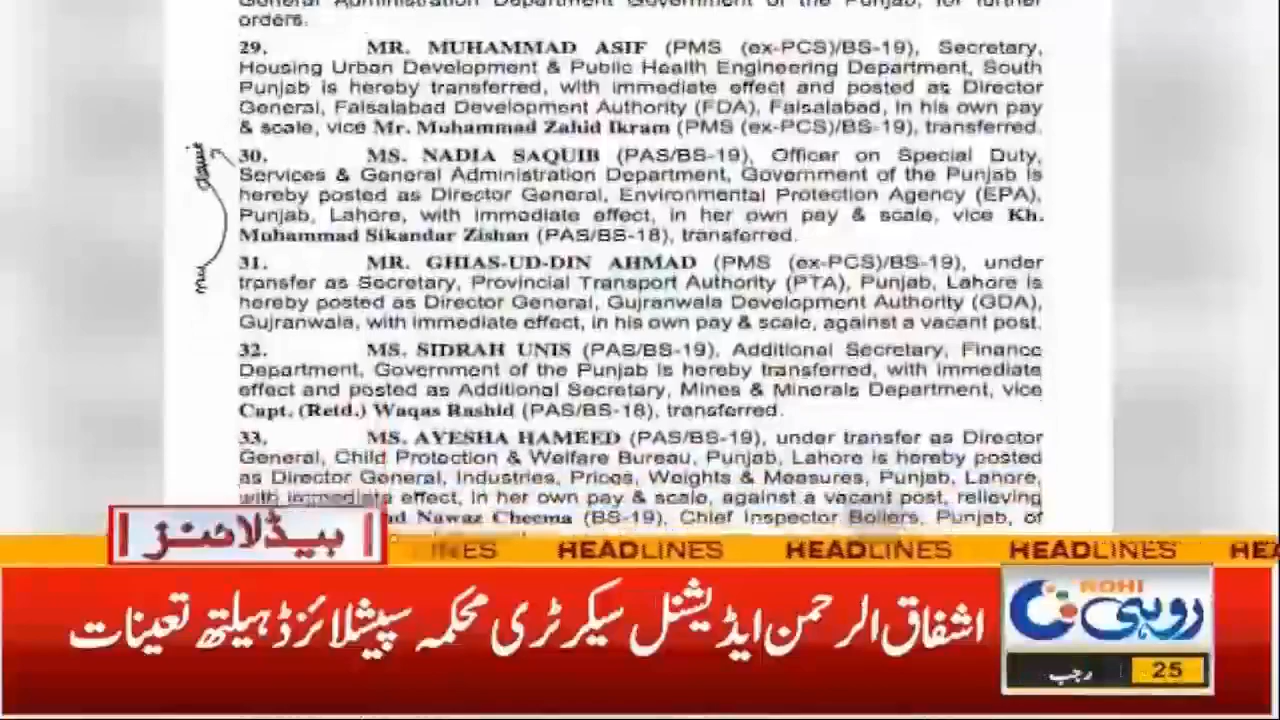 General Administration Department Government of the Punjab, for further
orders.
29. MR. MUHAMMAD ASIF (PMS (ex-PCS)/BS-19), Secretary,
Housing Urban Development & Public Health Engineering Department, South
Punjab is hereby transferred, with immediate effect and posted as Director
General, Faisalabad Development Authority (FDA), Faisalabad, in his own pay
& scale, vice Mr. Muhammad Zahid Ikram (PMS (ex-PCS)/BS-19), transferred.
30. MS. NADIA SAQUIB (PAS/BS-19), Officer on Special Duty,
Services & General Administration Department, Government of the Punjab is
hereby posted as Director General, Environmental Protection Agency (EPA),
Punjab, Lahore, with immediate effect, in her own pay & scale, vice Kh.
Muhammad Sikandar Zishan (PAS/BS-18), transferred.
31. MR. GHIAS-UD-DIN AHMAD (PMS (ex-PCS)/BS-19), under
transfer as Secretary, Provincial Transport Authority (PTA), Punjab, Lahore is
hereby posted as Director General, Gujranwala Development Authority (GDA),
Gujranwala, with immediate effect, in his own pay & scale, against a vacant post.
32. MS. SIDRAH UNIS (PAS/BS-19), Additional Secretary, Finance
Department, Government of the Punjab is hereby transferred, with immediate
effect and posted as Additional Secretary, Mines & Minerals Department, vice
Capt. (Retd.) Waqas Rashid (PAS/BS-18), transferred.
33. MS. AYESHA HAMEED (PAS/BS-19), under transfer as Director
General, Child Protection & Welfare Bureau, Punjab, Lahore is hereby posted
as Director General, Industries, Prices, Weights & Measures, Punjab, Lahore,
with immediate effect, in her own pay & scale, against a vacant post, relieving
Nawaz Cheema (BS-19), Chief Inspector Boilers, Punjab, of
ہیڈلائنز
HEADLINES HEADLINES HEADLINES
اشفاق الرحمن ایڈیشنل سیکرٹری محکمہ سپیشلائزڈ ہیلتھ تعینات
ROHI
روہی
25 رجب